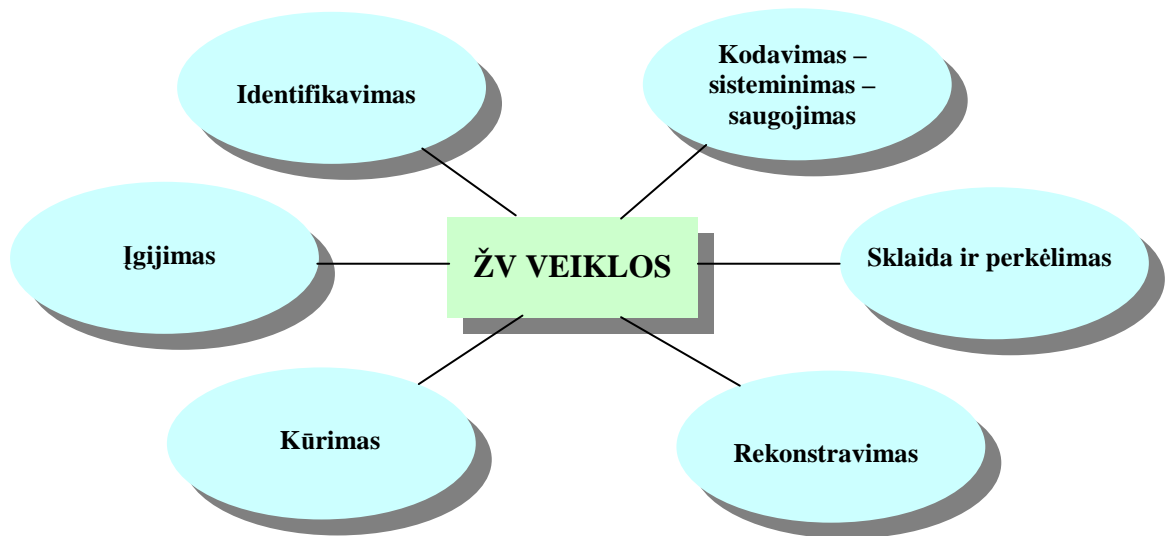 Identifikavimas
Kodavimas –
sisteminimas –
saugojimas
Įgijimas
ŽV VEIKLOS
Sklaida ir perkėlimas
Kūrimas
Rekonstravimas